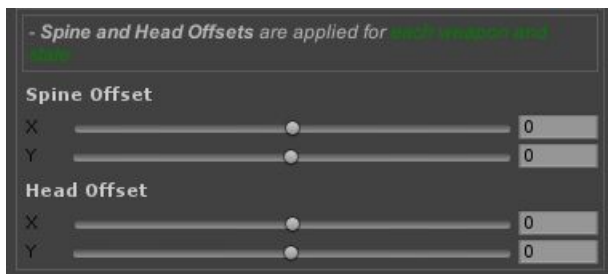 - Spine and Head Offsets are applied for each weapon and
state
Spine Offset
X 0
Y 0
Head Offset
X 0
Y 0